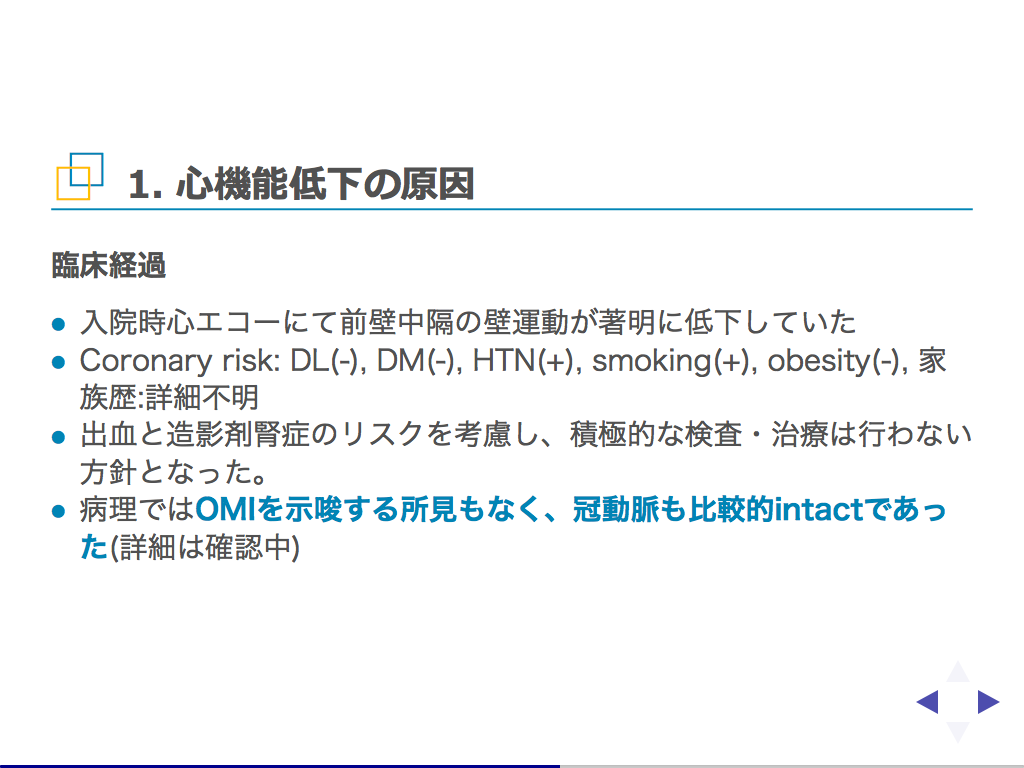 1. 心機能低下の原因
臨床経過
入院時心エコーにて前壁中隔の壁運動が著明に低下していた
Coronary risk: DL(-), DM(-), HTN(+), smoking(+), obesity(-), 家
族歴:詳細不明
出血と造影剤腎症のリスクを考慮し、積極的な検査・治療は行わない
方針となった。
病理ではOMIを示唆する所見もなく、冠動脈も比較的intactであっ
た(詳細は確認中)